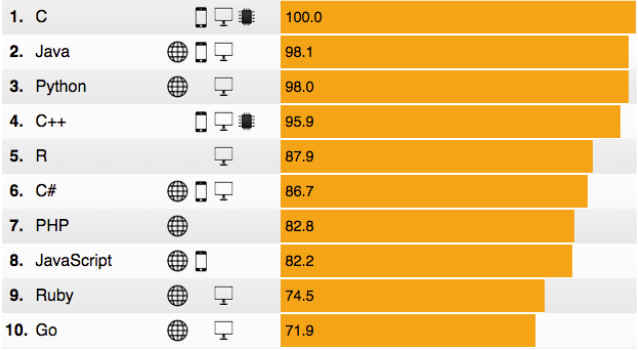 1. C 100.0
2. Java 98.1
3. Python 98.0
4. C++ 95.9
5. R 87.9
6. C# 86.7
7. PHP 82.8
8. JavaScript 82.2
9. Ruby 74.5
10. Go 71.9